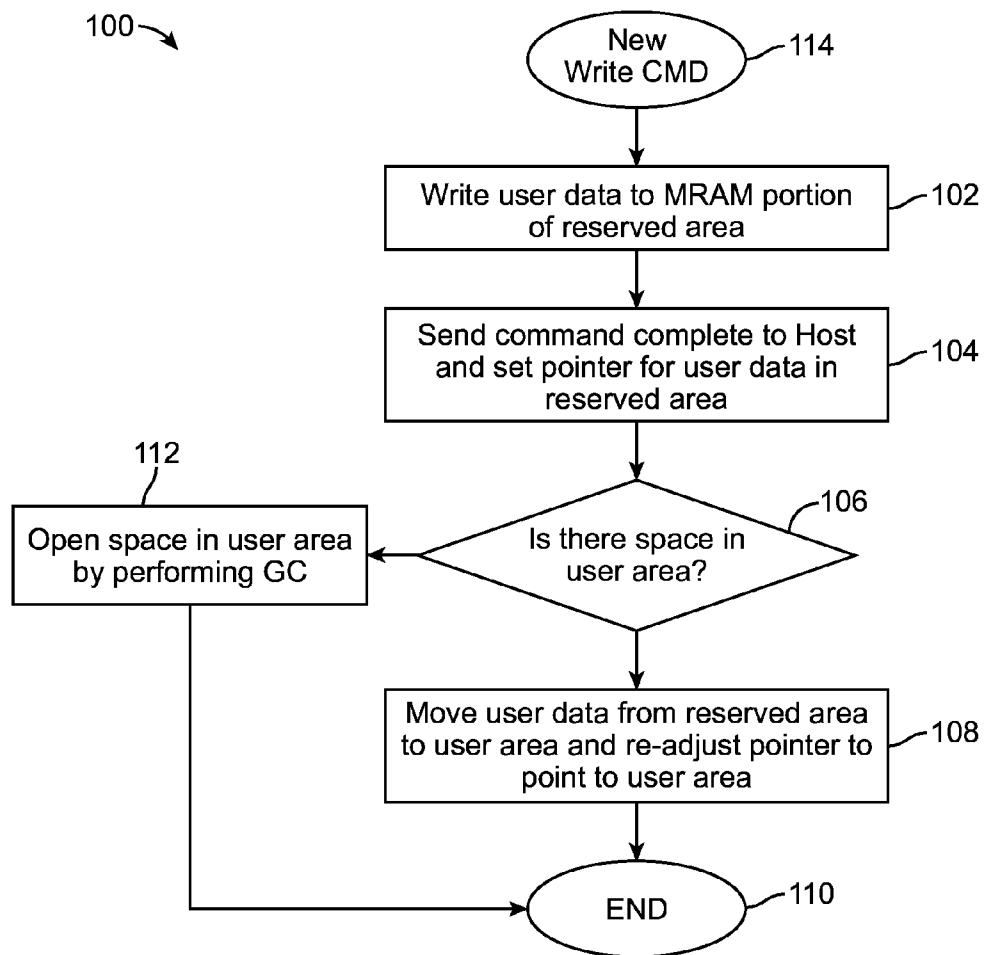 100
New
Write CMD
114
Write user data to MRAM portion
of reserved area
102
Send command complete to Host
and set pointer for user data in
reserved area
104
112
Open space in user area
by performing GC
Is there space in
user area?
106
Move user data from reserved area
to user area and re-adjust pointer to
point to user area
108
END
110